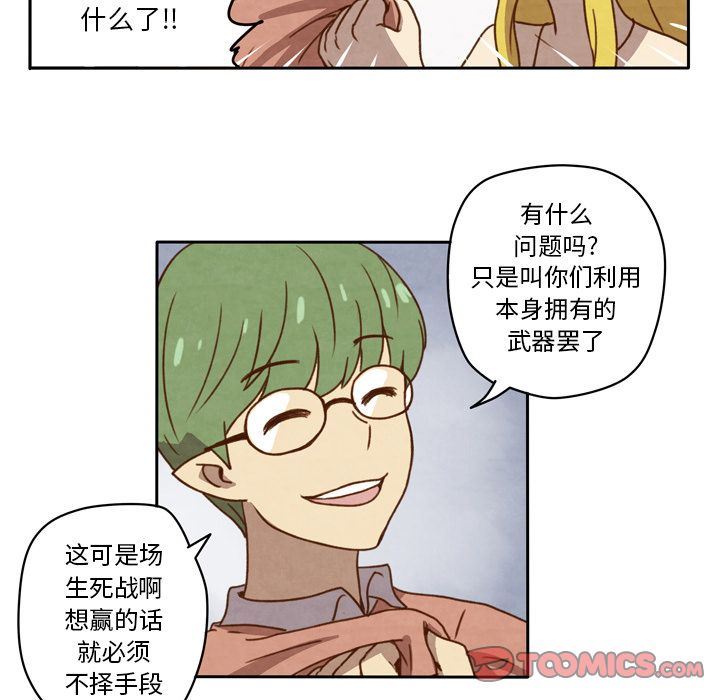 什么了!!
有什么
问题吗?
只是叫你们利用
本身拥有的
武器罢了
这可是场
生死战啊
想赢的话
就必须
不择手段
TOOMICS.COM